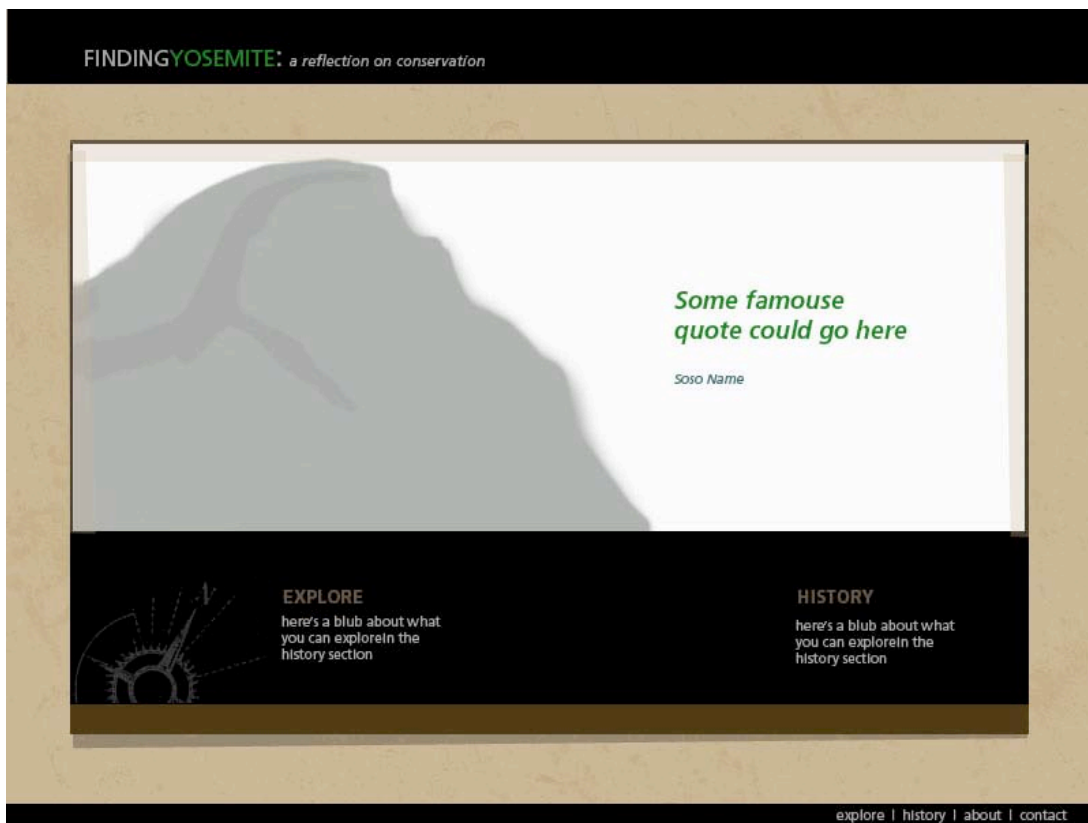 FINDINGYOSEMITE: a reflection on conservation
Some famouse
quote could go here
Soso Name
EXPLORE
here's a blub about what
you can explorein the
history section
HISTORY
here's a blub about what
you can explorein the
history section
N
explore | history | about | contact